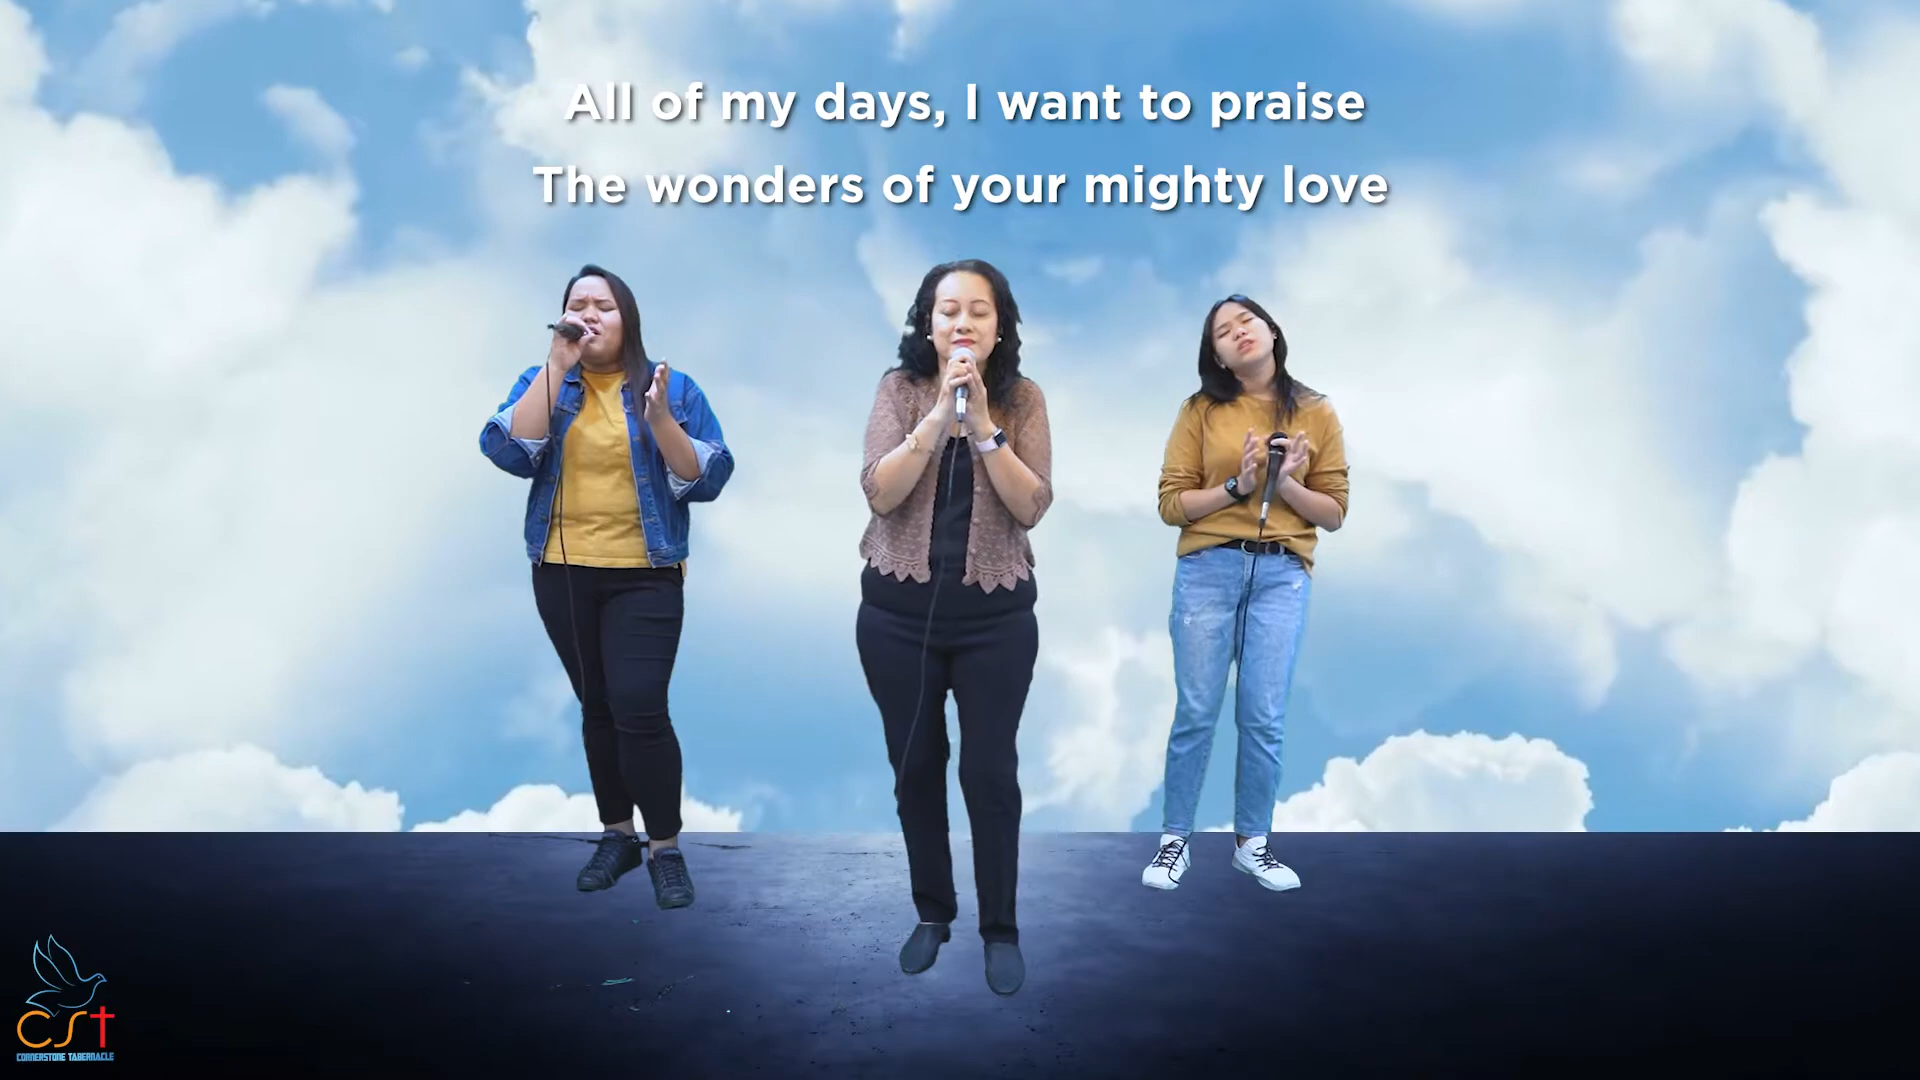 All of my days, I want to praise
The wonders of your mighty love
CST
CORNERSTONE TABERNACLE